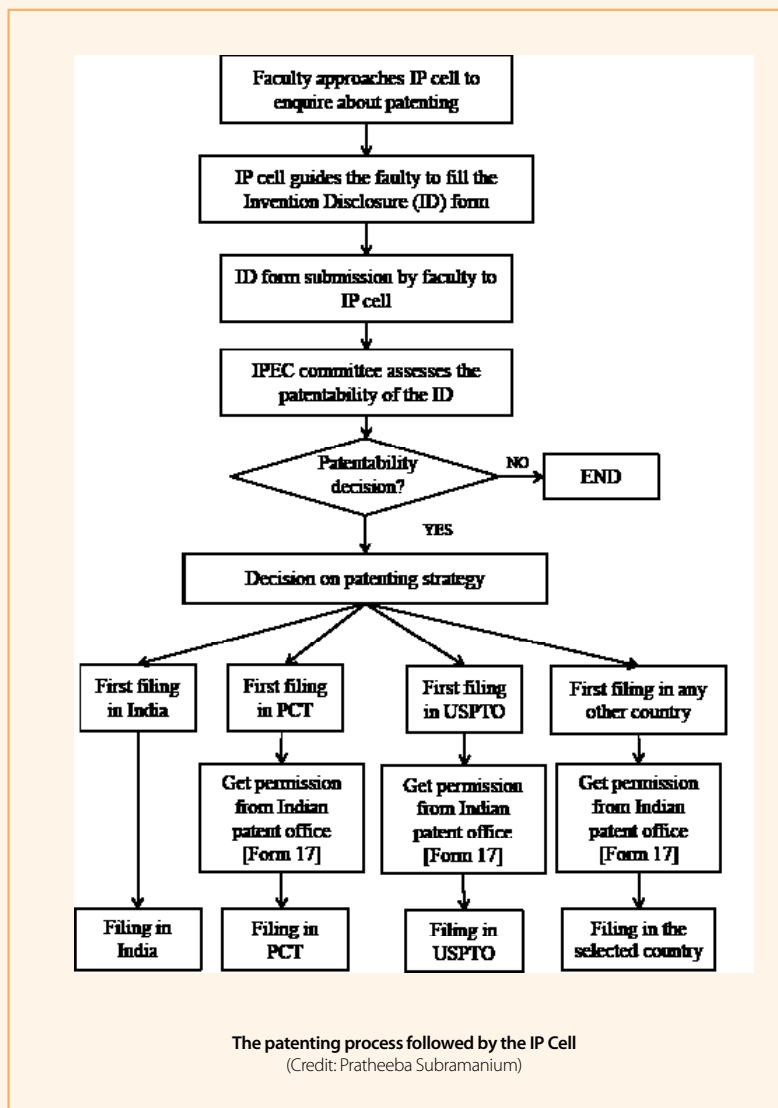 Faculty approaches IP cell to
enquire about patenting
IP cell guides the faulty to fill the
Invention Disclosure (ID) form
ID form submission by faculty to
IP cell
IPEC committee assesses the
patentability of the ID
Patentability
decision?
NO
END
YES
Decision on patenting strategy
First filing
in India
First filing
in PCT
First filing
in USPTO
First filing in any
other country
Get permission
from Indian
patent office
[Form 17]
Get permission
from Indian
patent office
[Form 17]
Get permission
from Indian
patent office
[Form 17]
Filing in
India
Filing in
PCT
Filing in
USPTO
Filing in the
selected country
The patenting process followed by the IP Cell
(Credit: Pratheeba Subramanium)